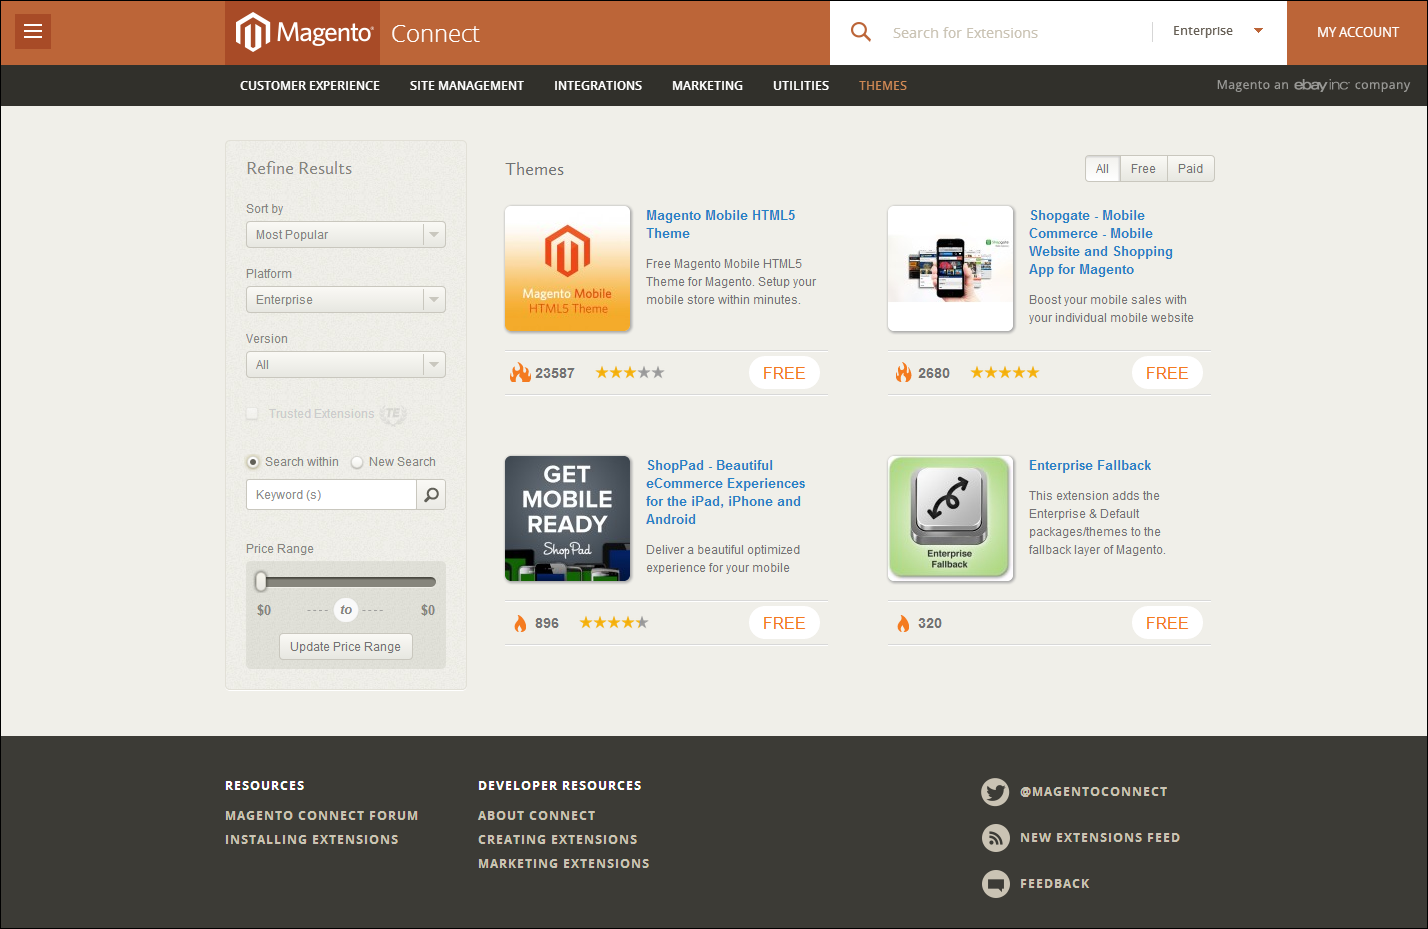 Magento Connect
Search for Extensions
Enterprise
MY ACCOUNT
CUSTOMER EXPERIENCE SITE MANAGEMENT INTEGRATIONS MARKETING UTILITIES THEMES
Magento an ebay inc company
Refine Results
Sort by
Most Popular
Platform
Enterprise
Version
All
Trusted Extensions TE
Search within New Search
Keyword (s)
Price Range
$0 ---- to ---- $0
Update Price Range
Themes
All Free Paid
Magento Mobile
HTML5 Theme
Magento Mobile HTML5
Theme
Free Magento Mobile HTML5
Theme for Magento. Setup your
mobile store within minutes.
23587
FREE
Shopgate - Mobile
Commerce - Mobile
Website and Shopping
App for Magento
Boost your mobile sales with
your individual mobile website
2680
FREE
GET
MOBILE
READY
ShopPad
ShopPad - Beautiful
eCommerce Experiences
for the iPad, iPhone and
Android
Deliver a beautiful optimized
experience for your mobile
896
FREE
Enterprise
Fallback
Enterprise Fallback
This extension adds the
Enterprise & Default
packages/themes to the
fallback layer of Magento.
320
FREE
RESOURCES
MAGENTO CONNECT FORUM
INSTALLING EXTENSIONS
DEVELOPER RESOURCES
ABOUT CONNECT
CREATING EXTENSIONS
MARKETING EXTENSIONS
@MAGENTOCONNECT
NEW EXTENSIONS FEED
FEEDBACK